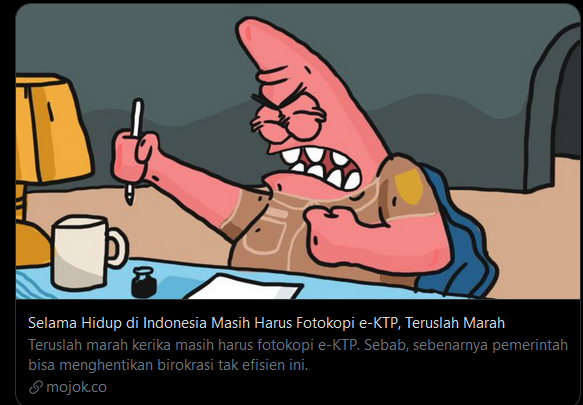 Selama Hidup di Indonesia Masih Harus Fotokopi e-KTP, Teruslah Marah
Teruslah marah kerika masih harus fotokopi e-KTP. Sebab, sebenarnya pemerintah
bisa menghentikan birokrasi tak efisien ini.
mojok.co